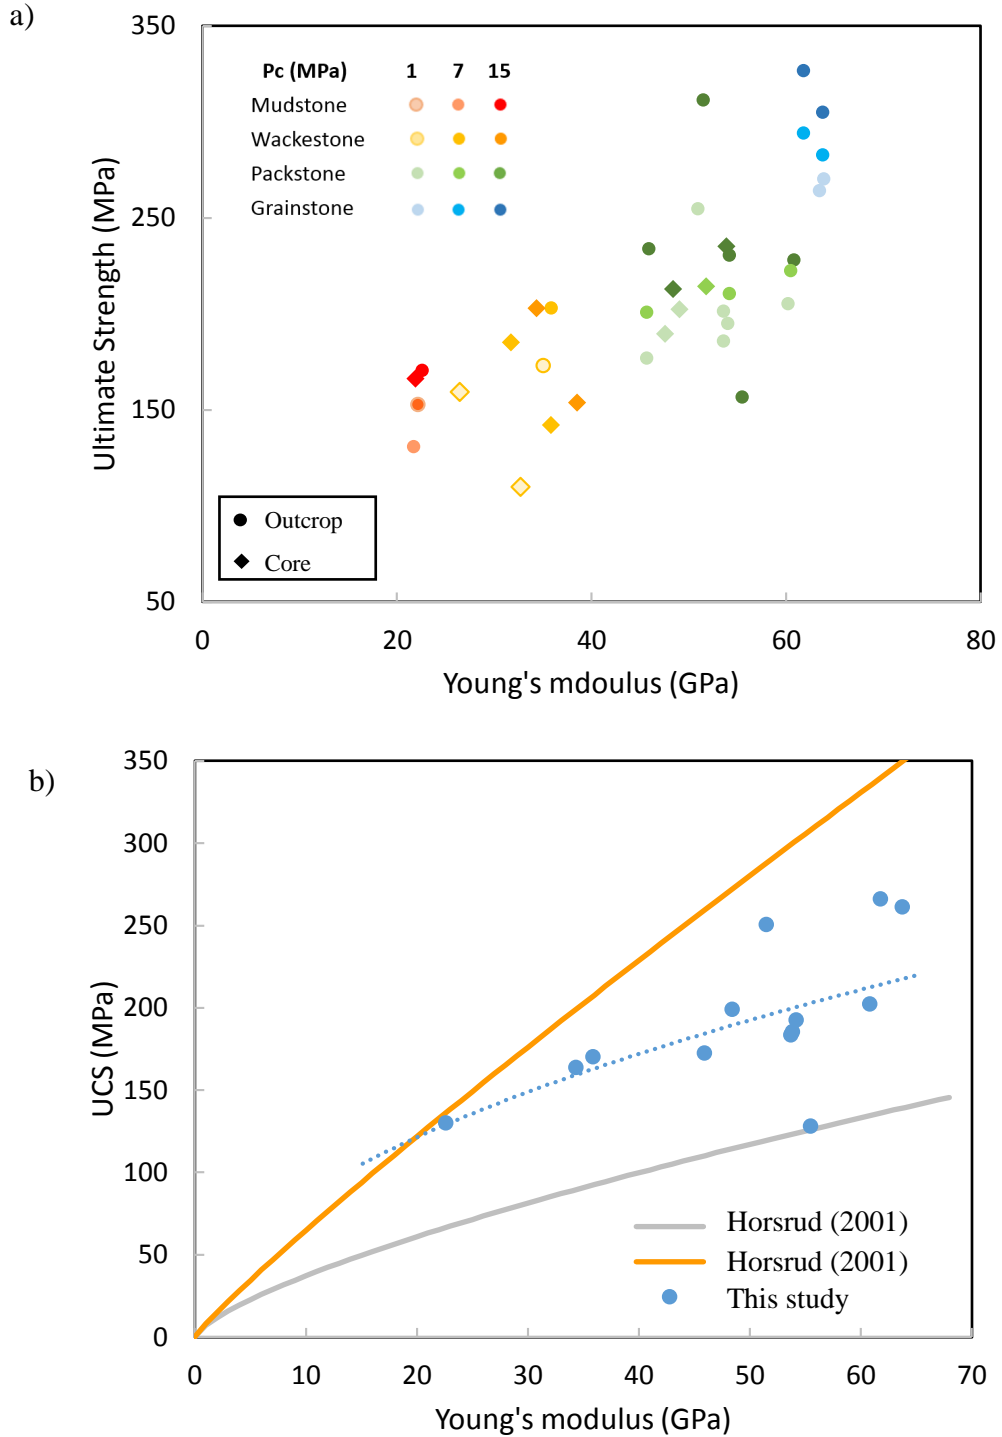 a)
350
Pc (MPa) 1 7 15
Mudstone
Wackestone
Packstone
Grainstone
250
150
50
Ultimate Strength (MPa)
Outcrop
Core
0 20 40 60 80
Young's mdoulus (GPa)
b)
350
300
250
200
150
100
50
0
UCS (MPa)
Horsrud (2001)
Horsrud (2001)
This study
0 10 20 30 40 50 60 70
Young's modulus (GPa)